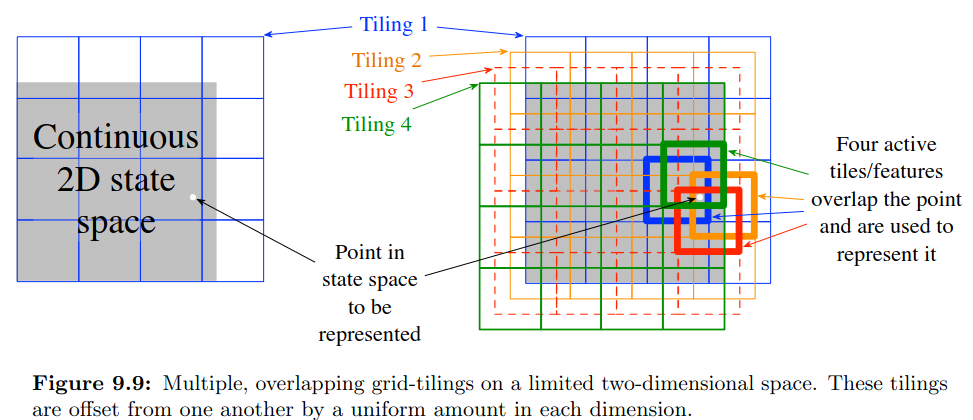 Tiling 1
Tiling 2
Tiling 3
Tiling 4
Continuous
2D state
space
Point in
state space
to be
represented
Four active
tiles/features
overlap the point
and are used to
represent it
Figure 9.9: Multiple, overlapping grid-tilings on a limited two-dimensional space. These tilings
are offset from one another by a uniform amount in each dimension.